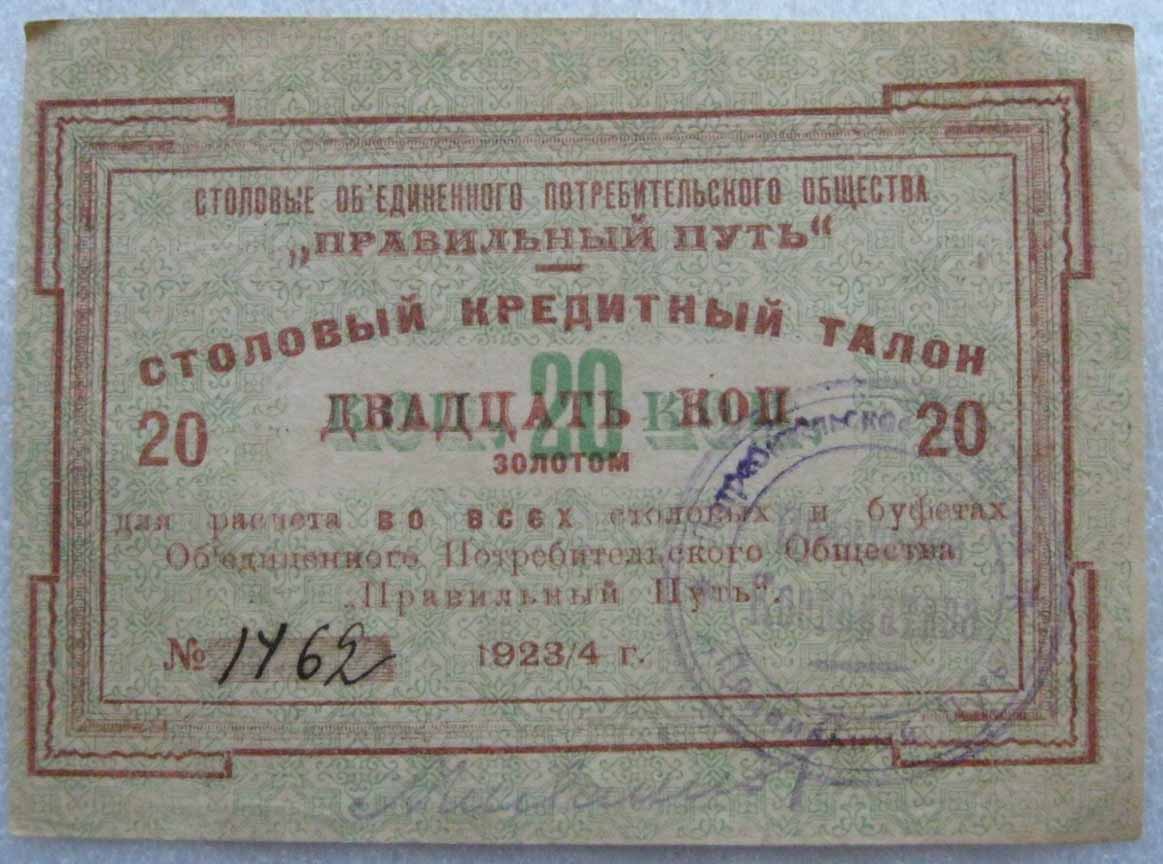 СТОЛОВЫЕ ОБ'ЕДИНЕННОГО ПОТРЕБИТЕЛЬСКОГО ОБЩЕСТВА
„ПРАВИЛЬНЫЙ ПУТЬ“
СТОЛОВЫЙ КРЕДИТНЫЙ ТАЛОН
20 ДВАДЦАТЬ КОП 20
20 КОП
ЗОЛОТОМ
для расчета во всех столовых и буфетах
Об'единенного Потребительского Общества
„Правильный Путь“.
№ 1462 1923/4 г.